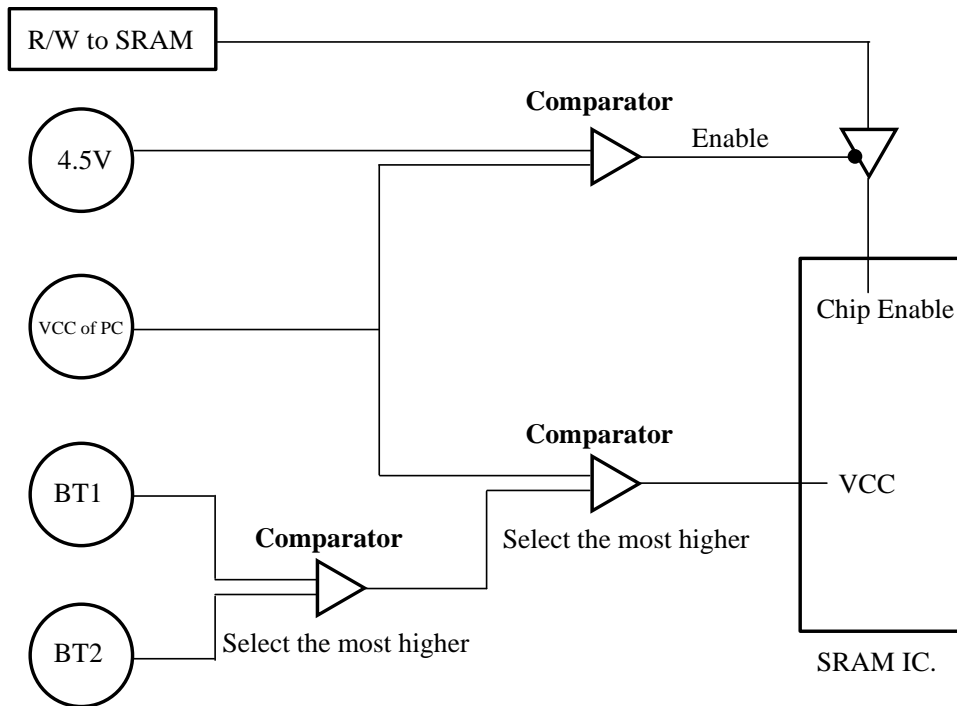 R/W to SRAM
Comparator
4.5V
Enable
VCC of PC
Chip Enable
Comparator
BT1
VCC
Comparator
Select the most higher
BT2
Select the most higher
SRAM IC.